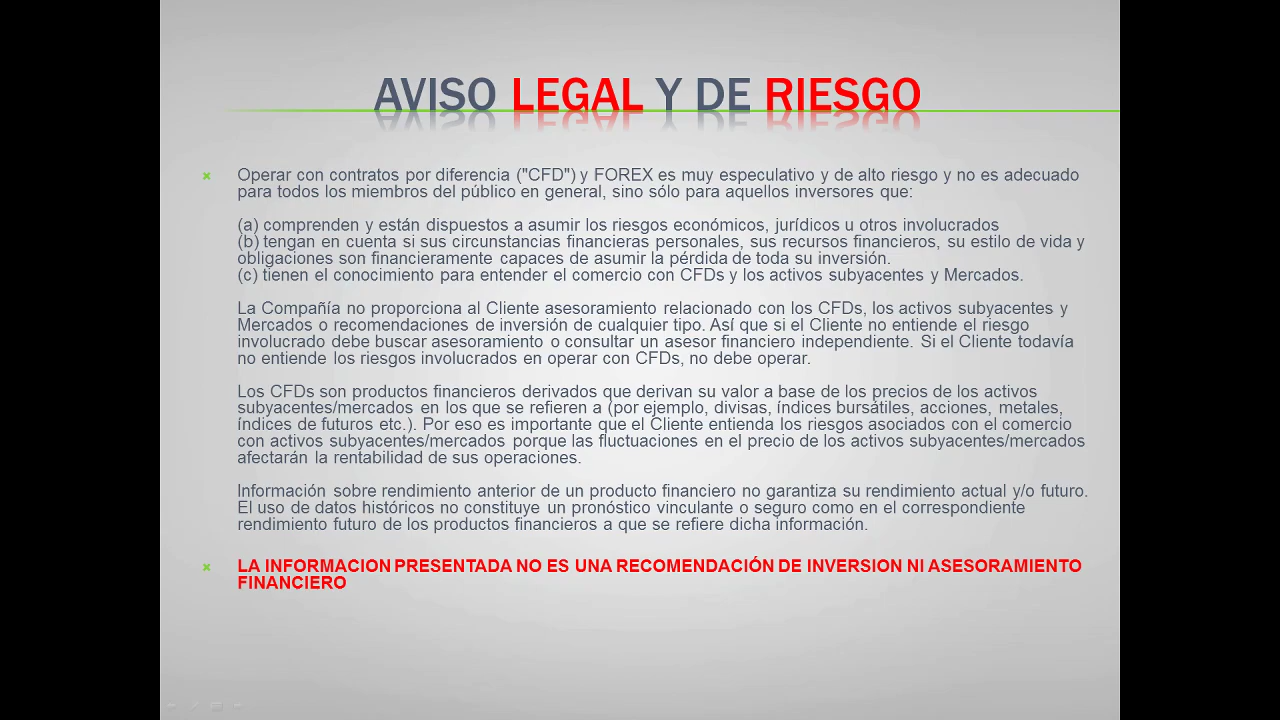 AVISO LEGAL Y DE RIESGO
Operar con contratos por diferencia ("CFD") y FOREX es muy especulativo y de alto riesgo y no es adecuado
para todos los miembros del público en general, sino sólo para aquellos inversores que:
(a) comprenden y están dispuestos a asumir los riesgos económicos, jurídicos u otros involucrados
(b) tengan en cuenta si sus circunstancias financieras personales, sus recursos financieros, su estilo de vida y
obligaciones son financieramente capaces de asumir la pérdida de toda su inversión.
(c) tienen el conocimiento para entender el comercio con CFDs y los activos subyacentes y Mercados.
La Compañía no proporciona al Cliente asesoramiento relacionado con los CFDs, los activos subyacentes y
Mercados o recomendaciones de inversión de cualquier tipo. Así que si el Cliente no entiende el riesgo
involucrado debe buscar asesoramiento o consultar un asesor financiero independiente. Si el Cliente todavía
no entiende los riesgos involucrados en operar con CFDs, no debe operar.
Los CFDs son productos financieros derivados que derivan su valor a base de los precios de los activos
subyacentes/mercados en los que se refieren a (por ejemplo, divisas, índices bursátiles, acciones, metales,
índices de futuros etc.). Por eso es importante que el Cliente entienda los riesgos asociados con el comercio
con activos subyacentes/mercados porque las fluctuaciones en el precio de los activos subyacentes/mercados
afectarán la rentabilidad de sus operaciones.
Información sobre rendimiento anterior de un producto financiero no garantiza su rendimiento actual y/o futuro.
El uso de datos históricos no constituye un pronóstico vinculante o seguro como en el correspondiente
rendimiento futuro de los productos financieros a que se refiere dicha información.
LA INFORMACION PRESENTADA NO ES UNA RECOMENDACIÓN DE INVERSION NI ASESORAMIENTO
FINANCIERO